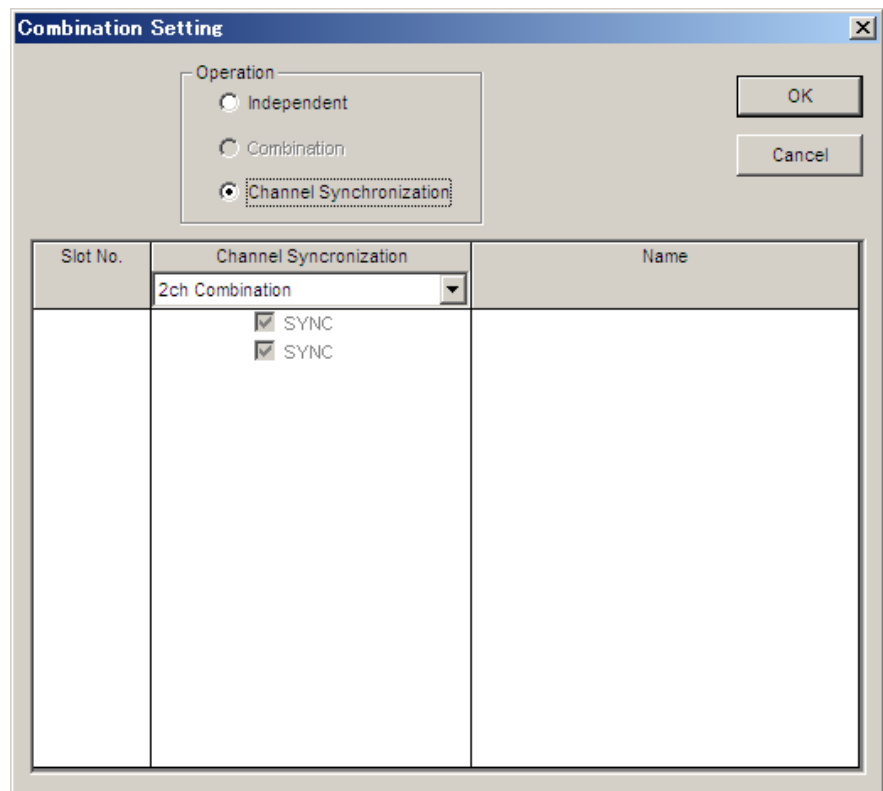 Combination Setting
Operation
Independent
Combination
Channel Synchronization
OK
Cancel
Slot No.
Channel Syncronization
Name
2ch Combination
SYNC
SYNC